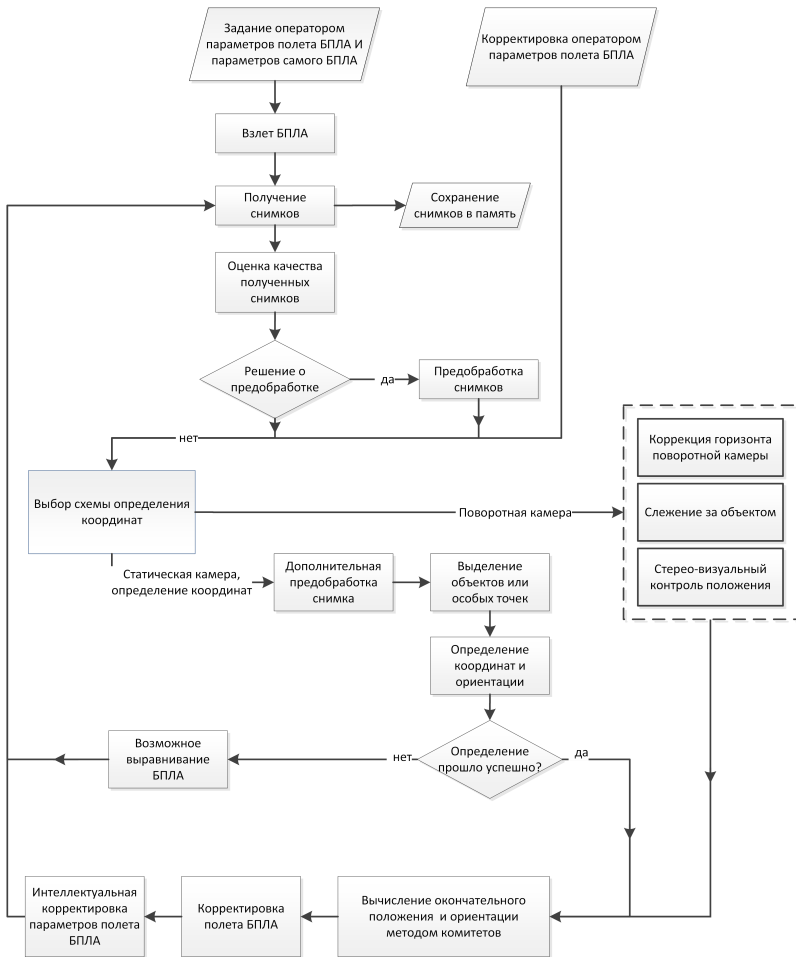 Задание оператором
параметров полета БПЛА И
параметров самого БПЛА
Корректировка оператором
параметров полета БПЛА
Взлет БПЛА
Получение
снимков
Сохранение
снимков в память
Оценка качества
полученных
снимков
Решение о
предобработке
да
Предобработка
снимков
нет
Коррекция горизонта
поворотной камеры
Выбор схемы определения
координат
Поворотная камера
Слежение за объектом
Стерео-визуальный
контроль положения
Статическая камера,
определение координат
Дополнительная
предобработка
снимка
Выделение
объектов или
особых точек
Определение
координат и
ориентации
Определение
прошло успешно?
нет
да
Возможное
выравнивание
БПЛА
Интеллектуальная
корректировка
параметров полета
БПЛА
Корректировка
полета БПЛА
Вычисление окончательного
положения и ориентации
методом комитетов